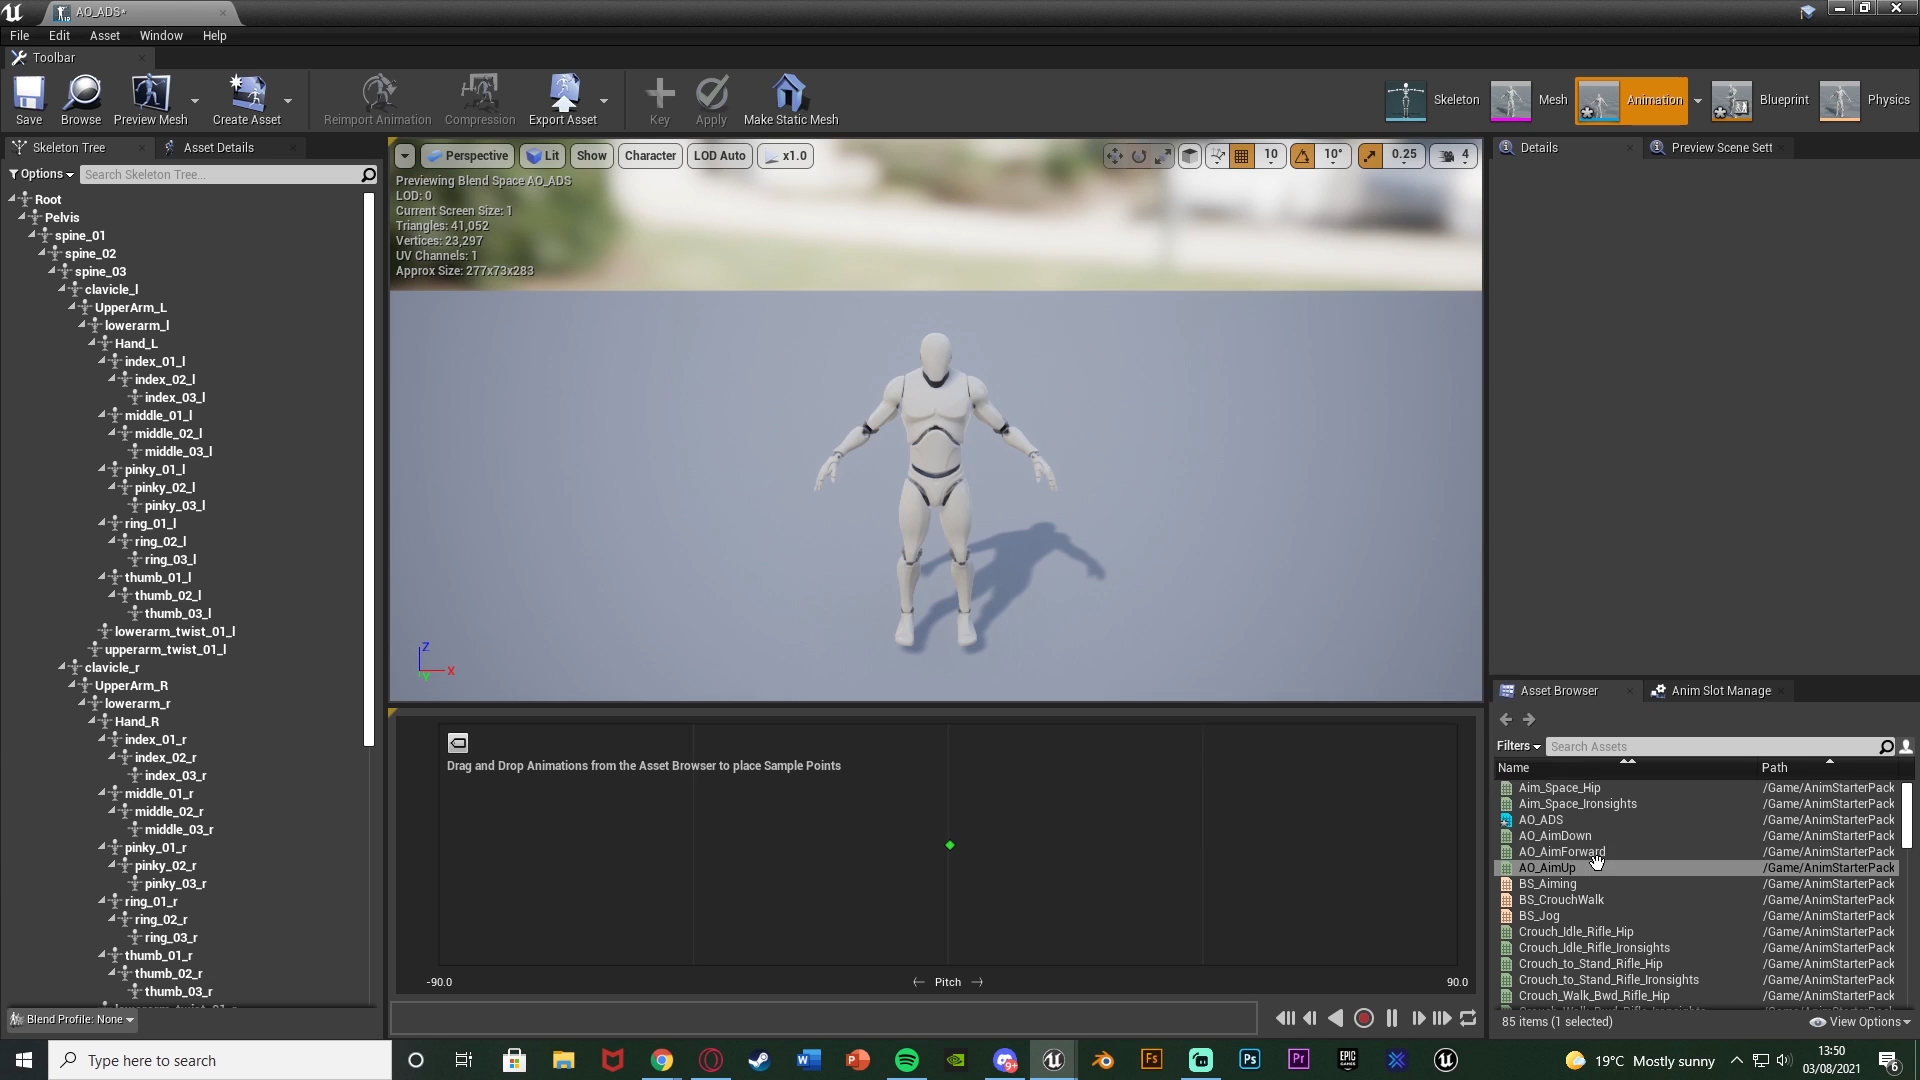 AO_ADS*
File Edit Asset Window Help
Toolbar
Save Browse Preview Mesh Create Asset Reimport Animation Compression Export Asset Key Apply Make Static Mesh Skeleton Mesh Animation Blueprint Physics
Skeleton Tree Asset Details
Options Search Skeleton Tree...
Root
Pelvis
spine_01
spine_02
spine_03
clavicle_l
UpperArm_L
lowerarm_l
Hand_L
index_01_l
index_02_l
index_03_l
middle_01_l
middle_02_l
middle_03_l
pinky_01_l
pinky_02_l
pinky_03_l
ring_01_l
ring_02_l
ring_03_l
thumb_01_l
thumb_02_l
thumb_03_l
lowerarm_twist_01_l
upperarm_twist_01_l
clavicle_r
UpperArm_R
lowerarm_r
Hand_R
index_01_r
index_02_r
index_03_r
middle_01_r
middle_02_r
middle_03_r
pinky_01_r
pinky_02_r
pinky_03_r
ring_01_r
ring_02_r
ring_03_r
thumb_01_r
thumb_02_r
thumb_03_r
Blend Profile: None
Perspective Lit Show Character LOD Auto x1.0 10 10° 0.25 4
Previewing Blend Space AO_ADS
LOD: 0
Current Screen Size: 1
Triangles: 41,052
Vertices: 23,297
UV Channels: 1
Approx Size: 277x73x283
Z
X
Y
Drag and Drop Animations from the Asset Browser to place Sample Points
-90.0 Pitch 90.0
Details Preview Scene Sett
Asset Browser Anim Slot Manage
Filters Search Assets
Name Path
Aim_Space_Hip /Game/AnimStarterPack
Aim_Space_Ironsights /Game/AnimStarterPack
AO_ADS /Game/AnimStarterPack
AO_AimDown /Game/AnimStarterPack
AO_AimForward /Game/AnimStarterPack
AO_AimUp /Game/AnimStarterPack
BS_Aiming /Game/AnimStarterPack
BS_CrouchWalk /Game/AnimStarterPack
BS_Jog /Game/AnimStarterPack
Crouch_Idle_Rifle_Hip /Game/AnimStarterPack
Crouch_Idle_Rifle_Ironsights /Game/AnimStarterPack
Crouch_to_Stand_Rifle_Hip /Game/AnimStarterPack
Crouch_to_Stand_Rifle_Ironsights /Game/AnimStarterPack
Crouch_Walk_Bwd_Rifle_Hip /Game/AnimStarterPack
85 items (1 selected) View Options
Type here to search
19°C Mostly sunny
13:50
03/08/2021